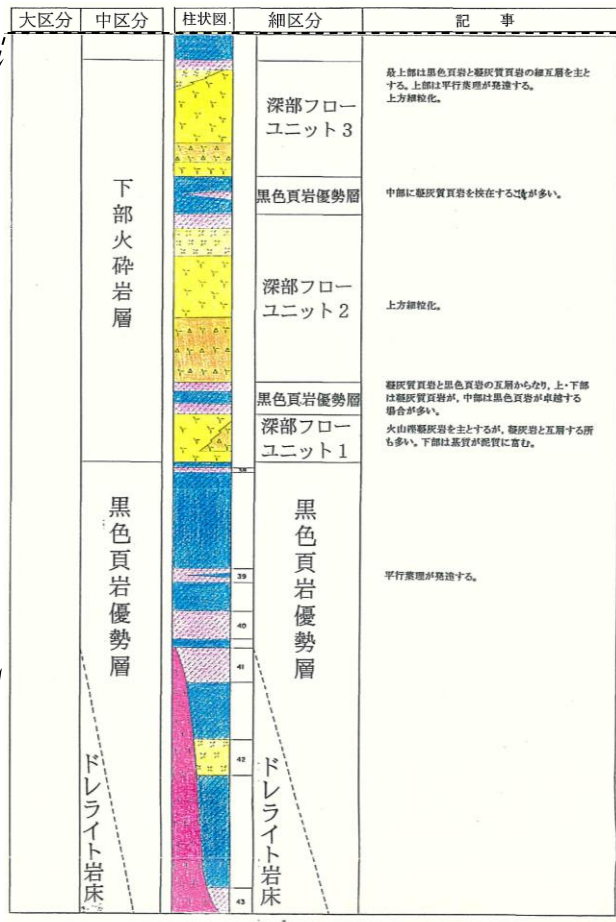 大区分 中区分 柱状図 細区分 記 事
下部火砕岩層
深部フロー
ユニット3
最上部は黒色頁岩と凝灰質頁岩の細互層を主と
する。上部は平行葉理が発達する。
上方細粒化。
黒色頁岩優勢層
中部に凝灰質頁岩を挟在する が多い。
深部フロー
ユニット2
上方細粒化。
黒色頁岩優勢層
凝灰質頁岩と黒色頁岩の互層からなり、上・下部
は凝灰質頁岩が、中部は黒色頁岩が卓越する
場合が多い。
深部フロー
ユニット1
火山礫凝灰岩を主とするが、凝灰岩と互層する所
も多い。下部は基質が泥質に富む。
黒色頁岩優勢層
38
黒色頁岩優勢層
39
平行葉理が発達する。
40
41
42
43
ドレライト岩床
ドレライト岩床